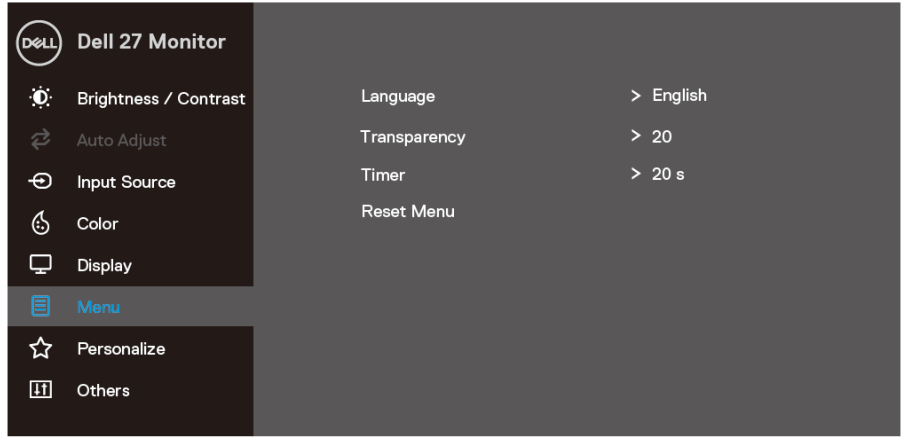 DELL Dell 27 Monitor
Brightness / Contrast
Auto Adjust
Input Source
Color
Display
Menu
Personalize
Others
Language > English
Transparency > 20
Timer > 20 s
Reset Menu